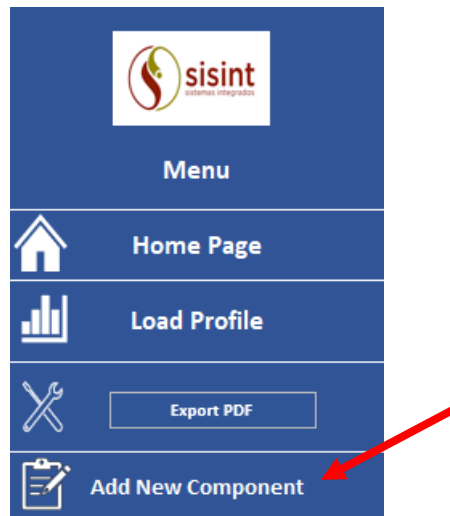 sisint
sistemas integrados
Menu
Home Page
Load Profile
Export PDF
Add New Component